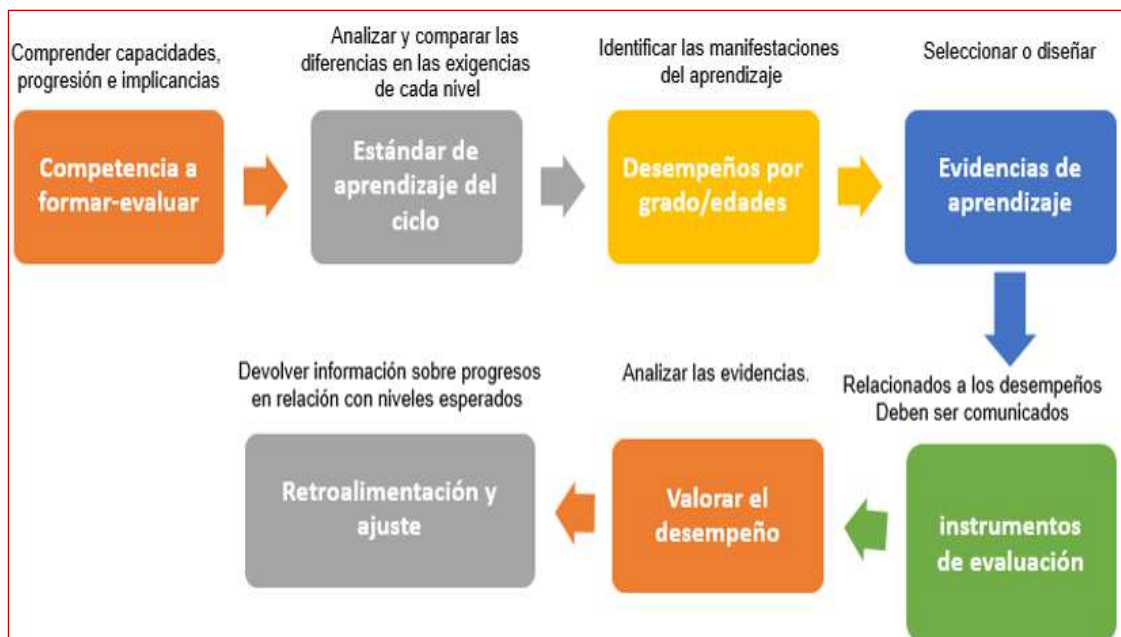 Comprender capacidades,
progresión e implicancias
Competencia a
formar-evaluar
Analizar y comparar las
diferencias en las exigencias
de cada nivel
Estándar de
aprendizaje del
ciclo
Identificar las manifestaciones
del aprendizaje
Desempeños por
grado/edades
Seleccionar o diseñar
Evidencias de
aprendizaje
Relacionados a los desempeños
Deben ser comunicados
instrumentos
de evaluación
Analizar las evidencias.
Valorar el
desempeño
Devolver información sobre progresos
en relación con niveles esperados
Retroalimentación y
ajuste